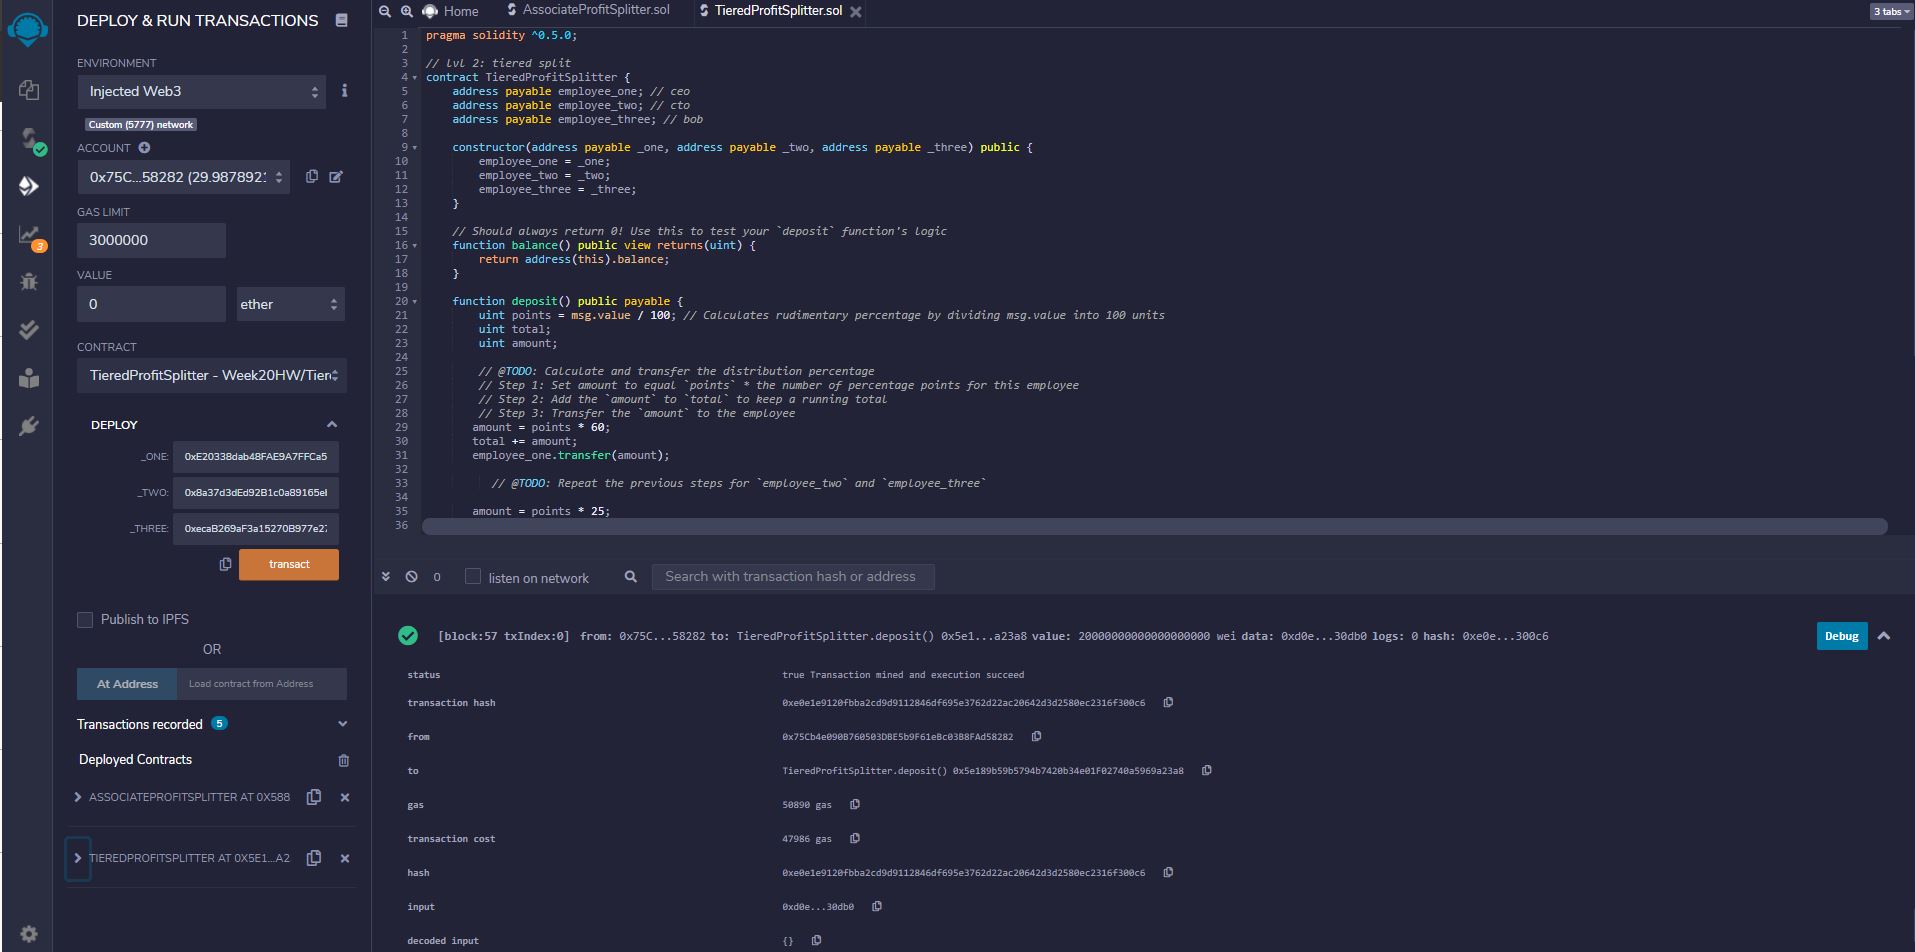 DEPLOY & RUN TRANSACTIONS
ENVIRONMENT
Injected Web3
Custom (5777) network
ACCOUNT
0x75C...58282 (29.9878921
GAS LIMIT
3000000
VALUE
0
ether
CONTRACT
TieredProfitSplitter - Week20HW/Tier
DEPLOY
_ONE: 0xE20338dab48FAE9A7FFCa5
_TWO: 0x8a37d3dEd92B1c0a89165e
_THREE: 0xecaB269aF3a15270B977e2
transact
Publish to IPFS
OR
At Address
Load contract from Address
Transactions recorded 5
Deployed Contracts
ASSOCIATEPROFITSPLITTER AT 0X588
TIEREDPROFITSPLITTER AT 0X5E1...A2
3
Home
AssociateProfitSplitter.sol
TieredProfitSplitter.sol
3 tabs
1 pragma solidity ^0.5.0;
2
3 // lvl 2: tiered split
4 contract TieredProfitSplitter {
5 address payable employee_one; // ceo
6 address payable employee_two; // cto
7 address payable employee_three; // bob
8
9 constructor(address payable _one, address payable _two, address payable _three) public {
10 employee_one = _one;
11 employee_two = _two;
12 employee_three = _three;
13 }
14
15 // Should always return 0! Use this to test your `deposit` function's logic
16 function balance() public view returns(uint) {
17 return address(this).balance;
18 }
19
20 function deposit() public payable {
21 uint points = msg.value / 100; // Calculates rudimentary percentage by dividing msg.value into 100 units
22 uint total;
23 uint amount;
24
25 // @TODO: Calculate and transfer the distribution percentage
26 // Step 1: Set amount to equal `points` * the number of percentage points for this employee
27 // Step 2: Add the `amount` to `total` to keep a running total
28 // Step 3: Transfer the `amount` to the employee
29 amount = points * 60;
30 total += amount;
31 employee_one.transfer(amount);
32
33 // @TODO: Repeat the previous steps for `employee_two` and `employee_three`
34
35 amount = points * 25;
36
0
listen on network
Search with transaction hash or address
[block:57 txIndex:0] from: 0x75C...58282 to: TieredProfitSplitter.deposit() 0x5e1...a23a8 value: 20000000000000000000 wei data: 0xd0e...30db0 logs: 0 hash: 0xe0e...300c6
Debug
status true Transaction mined and execution succeed
transaction hash 0xe0e1e9120fbba2cd9d9112846df695e3762d22ac20642d3d2580ec2316f300c6
from 0x75Cb4e090B760503DBE5b9F61eBc03B8FAd58282
to TieredProfitSplitter.deposit() 0x5e189b59b5794b7420b34e01F02740a5969a23a8
gas 50890 gas
transaction cost 47986 gas
hash 0xe0e1e9120fbba2cd9d9112846df695e3762d22ac20642d3d2580ec2316f300c6
input 0xd0e...30db0
decoded input {}